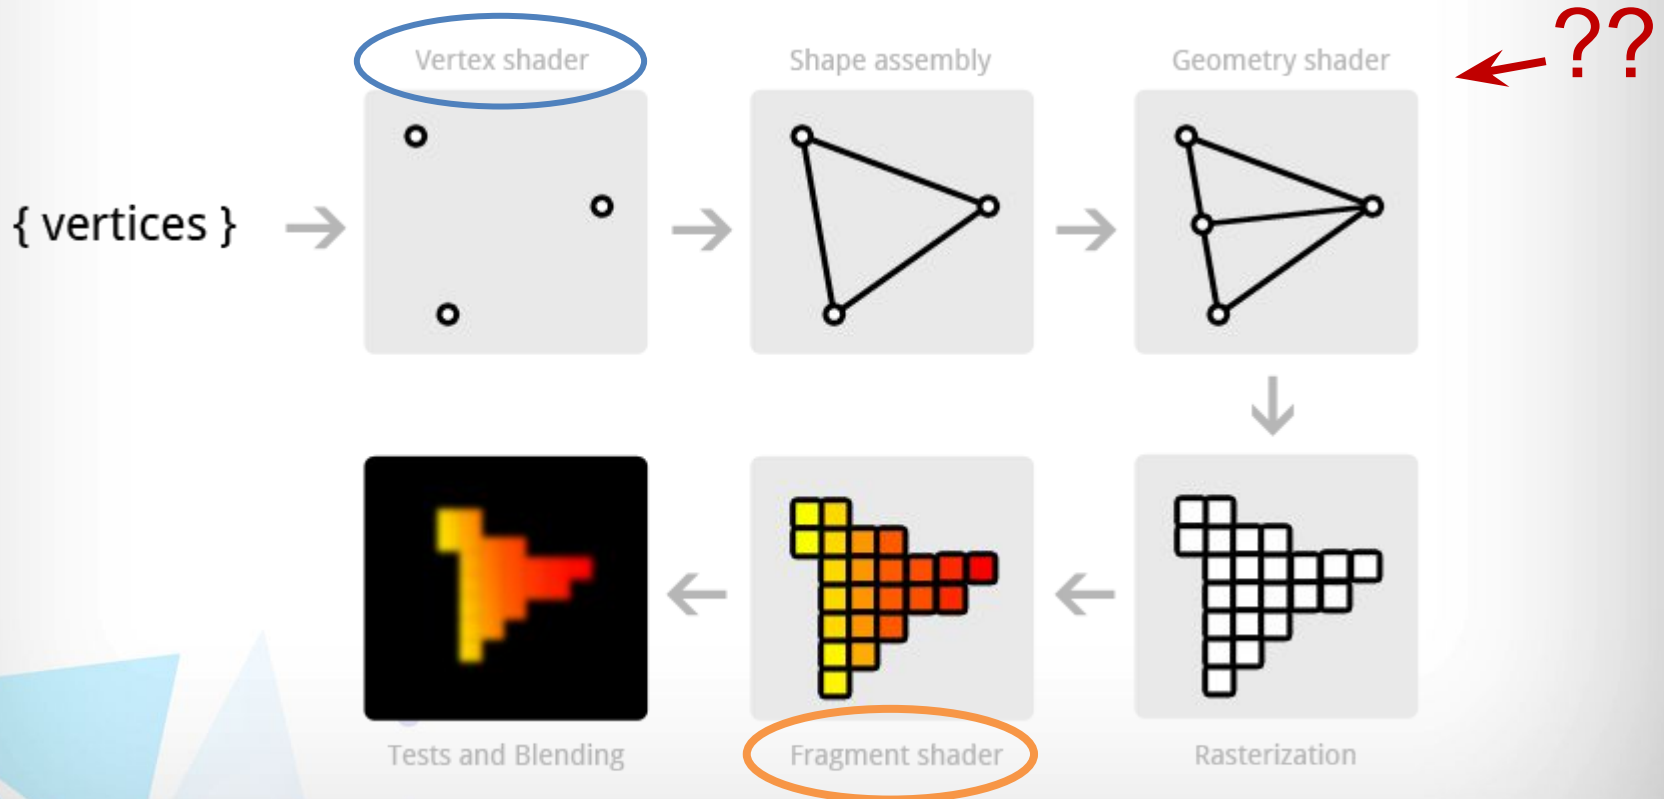 Vertex shader
Shape assembly
Geometry shader
??
{ vertices }
Tests and Blending
Fragment shader
Rasterization